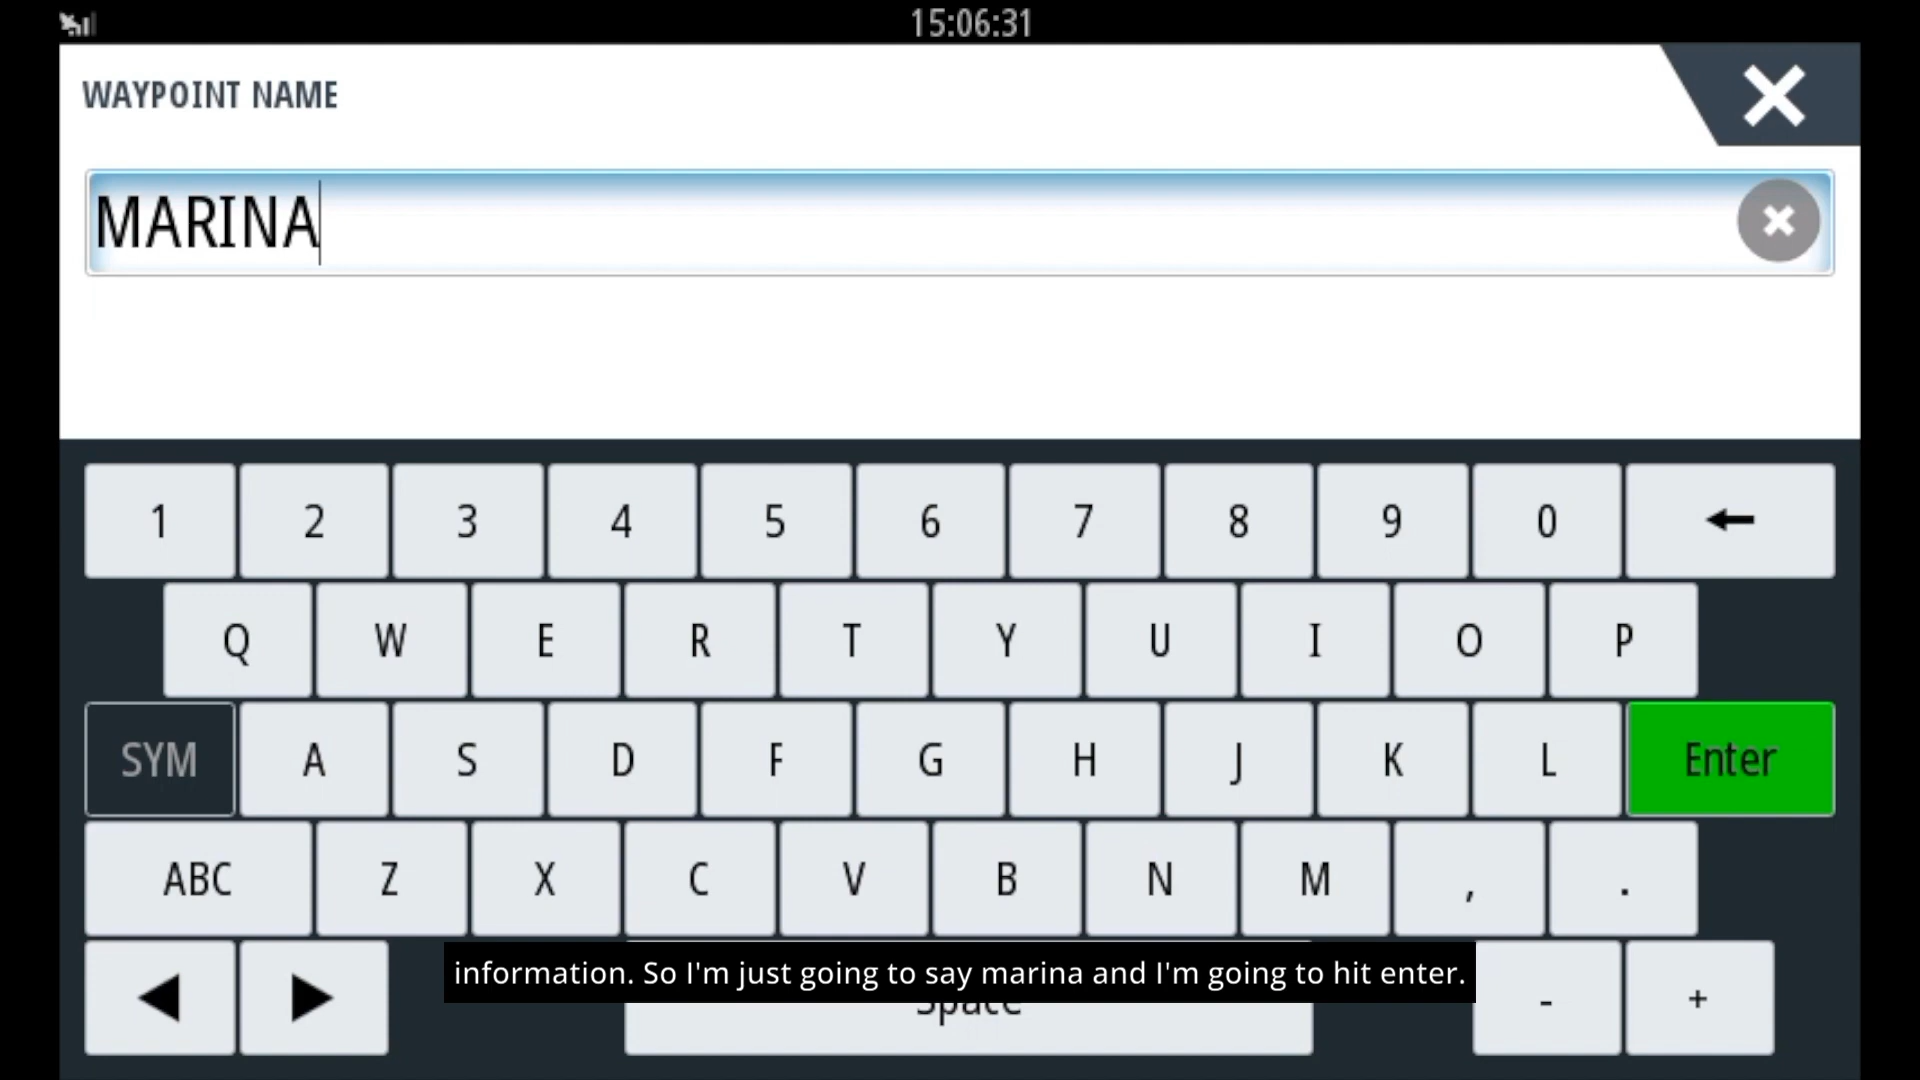 15:06:31
WAYPOINT NAME
MARINA
1 2 3 4 5 6 7 8 9 0
Q W E R T Y U I O P
SYM A S D F G H J K L Enter
ABC Z X C V B N M , .
information. So I'm just going to say marina and I'm going to hit enter.
Space - +